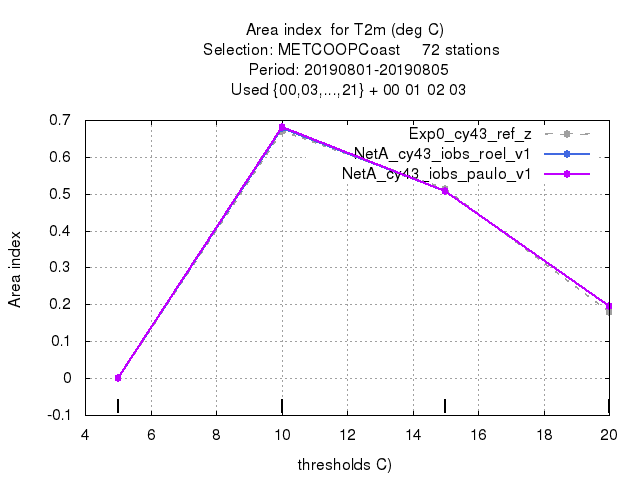 Area index  for T2m (deg C)
Selection: METCOOPCoast     72 stations
Period: 20190801-20190805
Used {00,03,...,21} + 00 01 02 03
0.7
0.6
0.5
0.4
0.3
0.2
0.1
0
-0.1
Area index
Exp0_cy43_ref_z
NetA_cy43_iobs_roel_v1
NetA_cy43_iobs_paulo_v1
4 6 8 10 12 14 16 18 20
thresholds C)